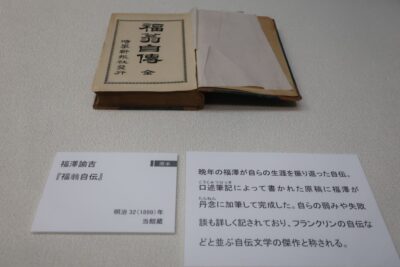 福翁自傳 全
時事新報社發行
福澤諭吉
『福翁自伝』
明治 32(1899)年
当館蔵
晩年の福澤が自らの生涯を振り返った自伝。
口述筆記によって書かれた原稿に福澤が
丹念に加筆して完成した。自らの弱みや失敗
談も詳しく記されており、フランクリンの自伝な
どと並ぶ自伝文学の傑作と称される。